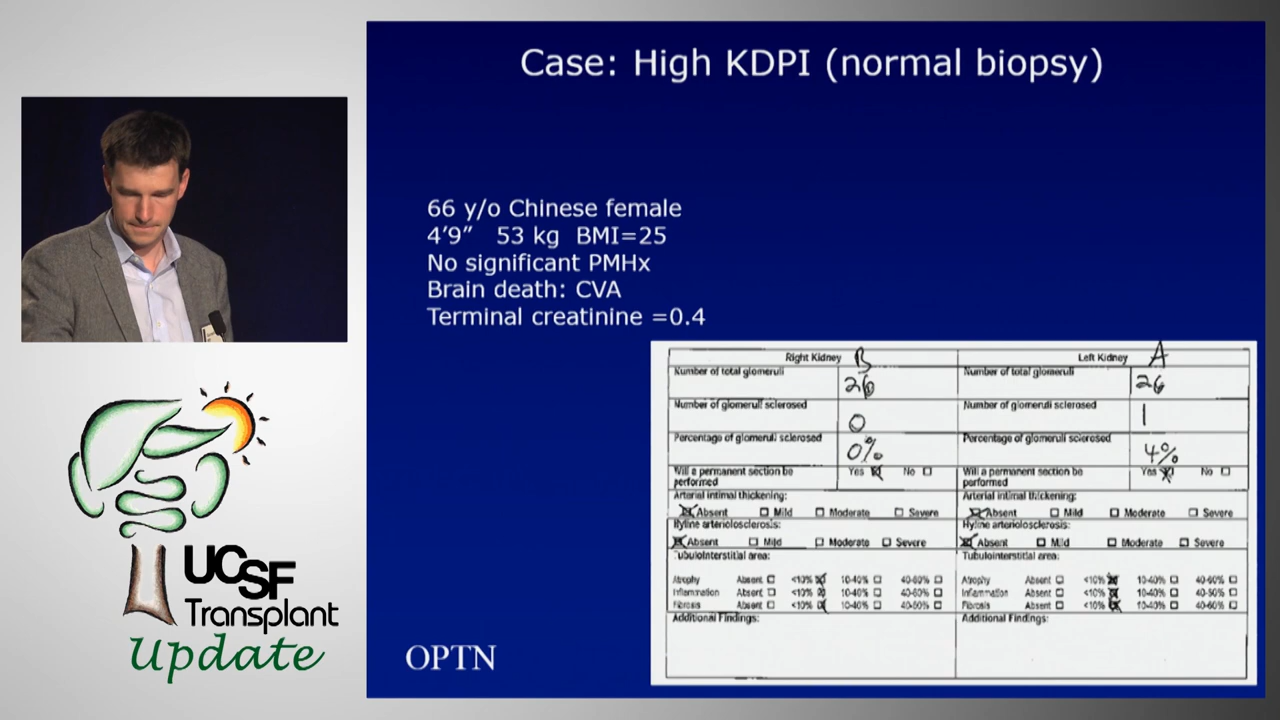 Case: High KDPI (normal biopsy)
66 y/o Chinese female
4’9” 53 kg BMI=25
No significant PMHx
Brain death: CVA
Terminal creatinine =0.4
Right Kidney B Left Kidney A
Number of total glomeruli 26 Number of total glomeruli 26
Number of glomeruli sclerosed 0 Number of glomeruli sclerosed 1
Percentage of glomeruli sclerosed 0% Percentage of glomeruli sclerosed 4%
Will a permanent section be performed Yes No Will a permanent section be performed Yes No
Arterial intimal thickening: Arterial intimal thickening:
Absent Mild Moderate Severe Absent Mild Moderate Severe
Hyline arteriolosclerosis: Hyline arteriolosclerosis:
Absent Mild Moderate Severe Absent Mild Moderate Severe
Tubulointerstitial area: Tubulointerstitial area:
Atrophy Absent <10% 10-40% 40-60% Atrophy Absent <10% 10-40% 40-60%
Inflammation Absent <10% 10-40% 40-60% Inflammation Absent <10% 10-40% 40-50%
Fibrosis Absent <10% 10-40% 40-60% Fibrosis Absent <10% 10-40% 40-60%
Additional Findings: Additional Findings:
OPTN
UCSF
Transplant
Update